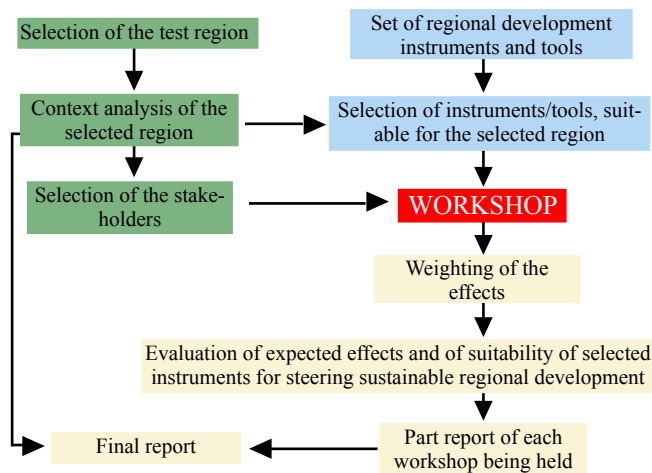 Selection of the test region
Set of regional development
instruments and tools
Context analysis of the
selected region
Selection of instruments/tools, suit-
able for the selected region
Selection of the stake-
holders
WORKSHOP
Weighting of the
effects
Evaluation of expected effects and of suitability of selected
instruments for steering sustainable regional development
Part report of each
workshop being held
Final report